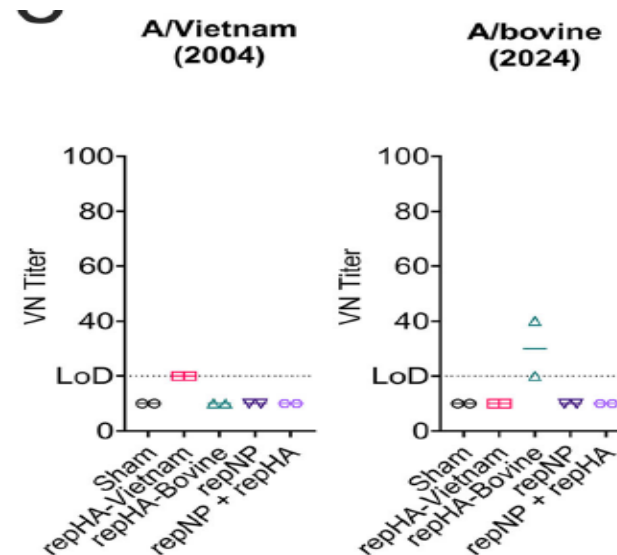 A/Vietnam
(2004)
100
80
60
40
LoD
0
VN Titer
Sham
repHA-Vietnam
repHA-Bovine
repNP
repNP + repHA
A/bovine
(2024)
100
80
60
40
LoD
0
VN Titer
Sham
repHA-Vietnam
repHA-Bovine
repNP
repNP + repHA